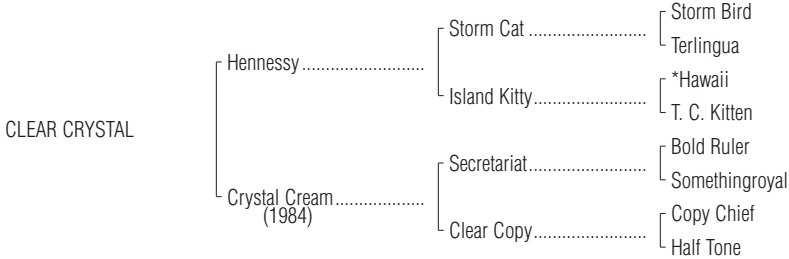 Storm Bird
Storm Cat ........................
Terlingua
Hennessy .........................
*Hawaii
Island Kitty.......................
T. C. Kitten
CLEAR CRYSTAL
Bold Ruler
Secretariat........................
Somethingroyal
Crystal Cream...................
(1984)
Copy Chief
Clear Copy.......................
Half Tone